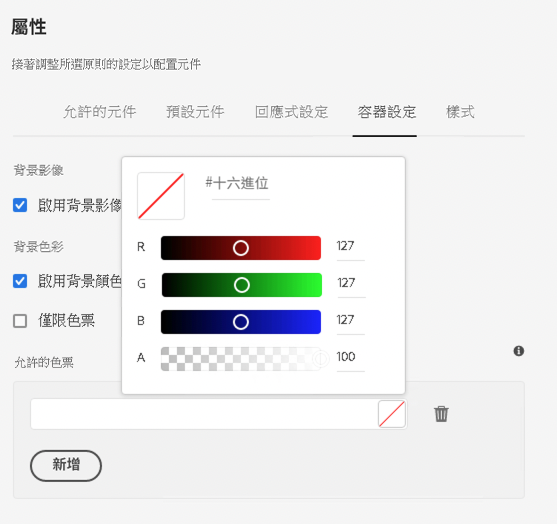 屬性
接著調整所選原則的設定以配置元件
允許的元件 預設元件 回應式設定 容器設定 樣式
背景影像
#十六進位
啟用背景影像
R 127
背景色彩
G 127
啟用背景顏色
B 127
僅限色票
A 100
允許的色票
新增